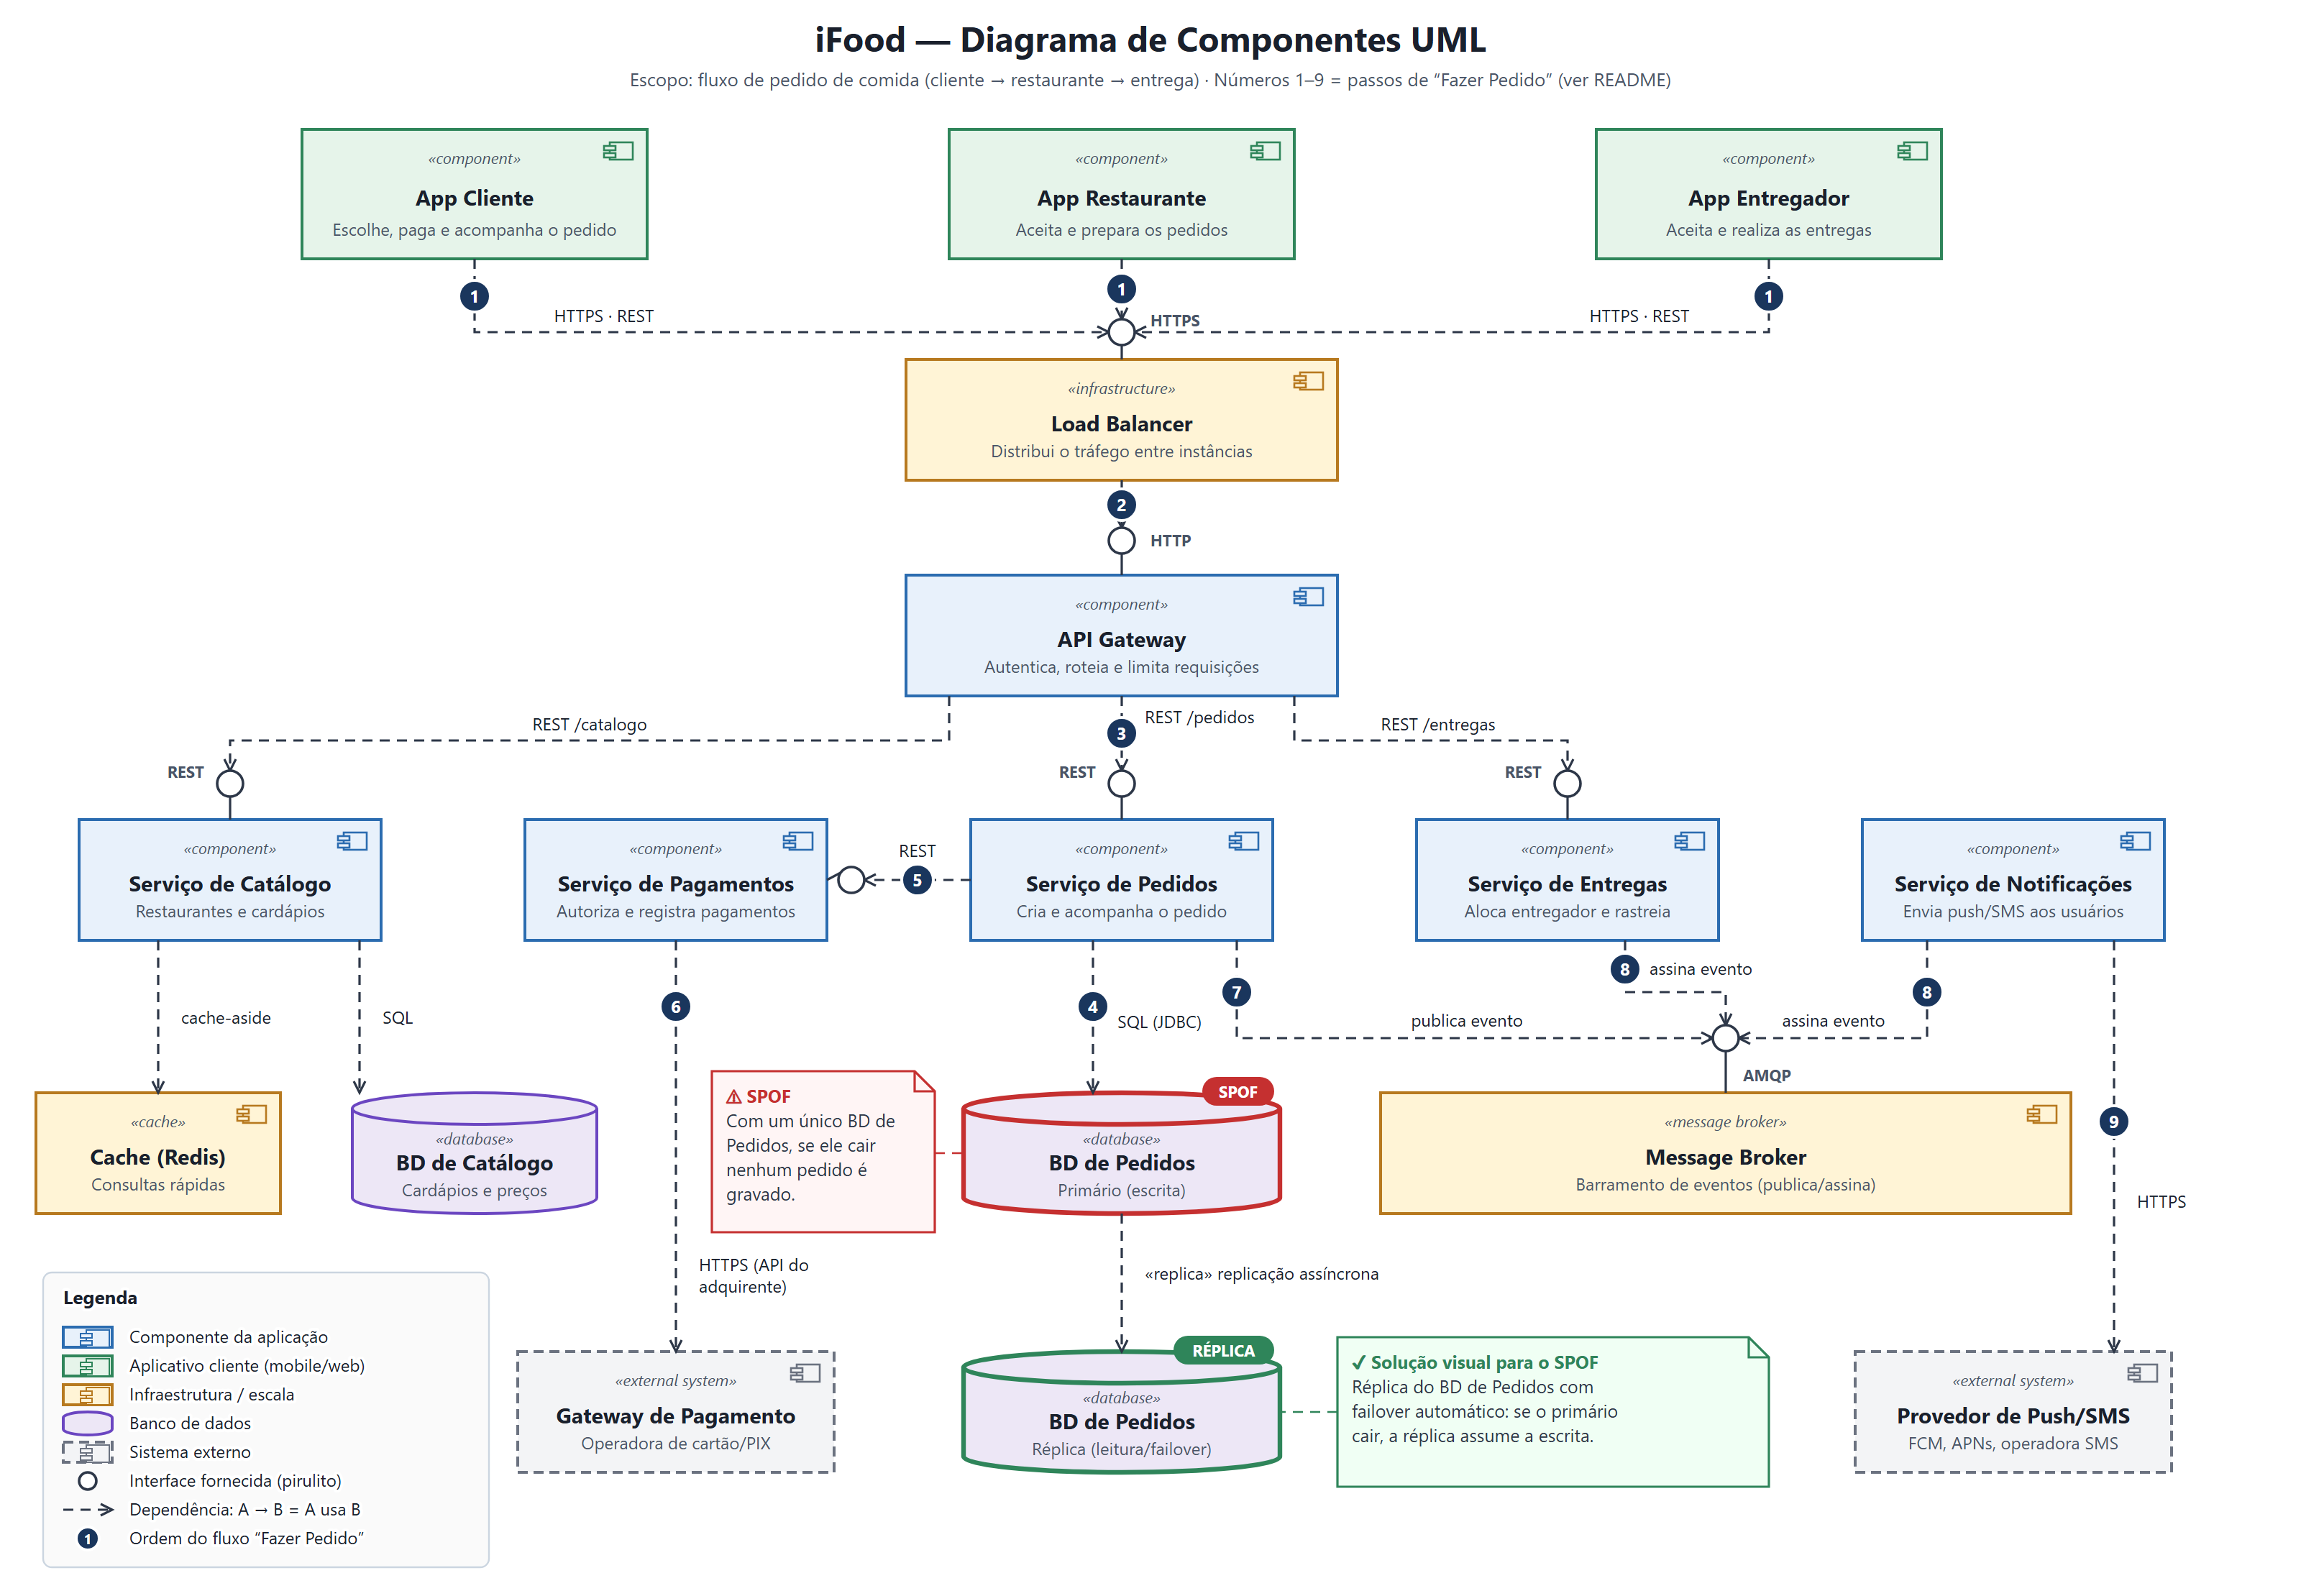 iFood — Diagrama de Componentes UML
Escopo: fluxo de pedido de comida (cliente → restaurante → entrega) · Números 1–9 = passos de “Fazer Pedido” (ver README)
«component»
App Cliente
Escolhe, paga e acompanha o pedido
«component»
App Restaurante
Aceita e prepara os pedidos
«component»
App Entregador
Aceita e realiza as entregas
1
1
1
HTTPS · REST
HTTPS
HTTPS · REST
«infrastructure»
Load Balancer
Distribui o tráfego entre instâncias
2
HTTP
«component»
API Gateway
Autentica, roteia e limita requisições
REST /catalogo
3
REST /pedidos
REST /entregas
REST
REST
REST
«component»
Serviço de Catálogo
Restaurantes e cardápios
«component»
Serviço de Pagamentos
Autoriza e registra pagamentos
REST
5
«component»
Serviço de Pedidos
Cria e acompanha o pedido
«component»
Serviço de Entregas
Aloca entregador e rastreia
«component»
Serviço de Notificações
Envia push/SMS aos usuários
cache-aside
SQL
6
4
SQL (JDBC)
7
publica evento
8
assina evento
8
assina evento
AMQP
«cache»
Cache (Redis)
Consultas rápidas
«database»
BD de Catálogo
Cardápios e preços
⚠ SPOF
Com um único BD de
Pedidos, se ele cair
nenhum pedido é
gravado.
SPOF
«database»
BD de Pedidos
Primário (escrita)
«message broker»
Message Broker
Barramento de eventos (publica/assina)
9
HTTPS
HTTPS (API do
adquirente)
«replica» replicação assíncrona
«external system»
Gateway de Pagamento
Operadora de cartão/PIX
RÉPLICA
«database»
BD de Pedidos
Réplica (leitura/failover)
✓ Solução visual para o SPOF
Réplica do BD de Pedidos com
failover automático: se o primário
cair, a réplica assume a escrita.
«external system»
Provedor de Push/SMS
FCM, APNs, operadora SMS
Legenda
Componente da aplicação
Aplicativo cliente (mobile/web)
Infraestrutura / escala
Banco de dados
Sistema externo
Interface fornecida (pirulito)
Dependência: A → B = A usa B
1 Ordem do fluxo “Fazer Pedido”